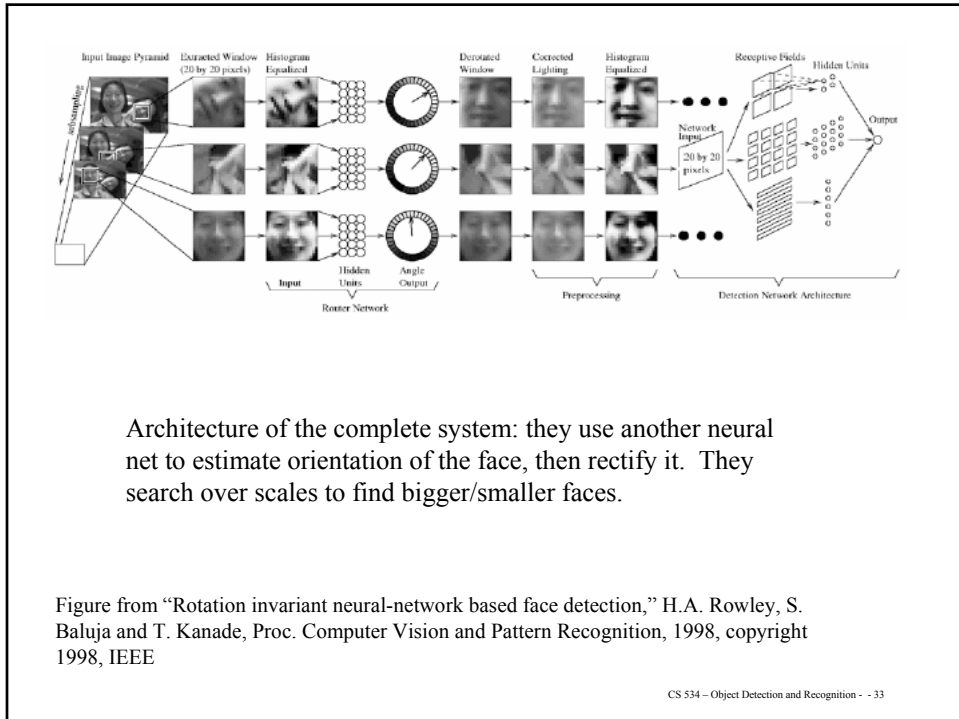 Input Image Pyramid
Extracted Window
(20 by 20 pixels)
Histogram
Equalized
Derotated
Window
Corrected
Lighting
Histogram
Equalized
Receptive Fields
Hidden Units
subsampling
Network
Input
Output
20 by 20
pixels
Input
Hidden
Units
Angle
Output
Router Network
Preprocessing
Detection Network Architecture
Architecture of the complete system: they use another neural
net to estimate orientation of the face, then rectify it. They
search over scales to find bigger/smaller faces.
Figure from “Rotation invariant neural-network based face detection,” H.A. Rowley, S.
Baluja and T. Kanade, Proc. Computer Vision and Pattern Recognition, 1998, copyright
1998, IEEE
CS 534 – Object Detection and Recognition - - 33